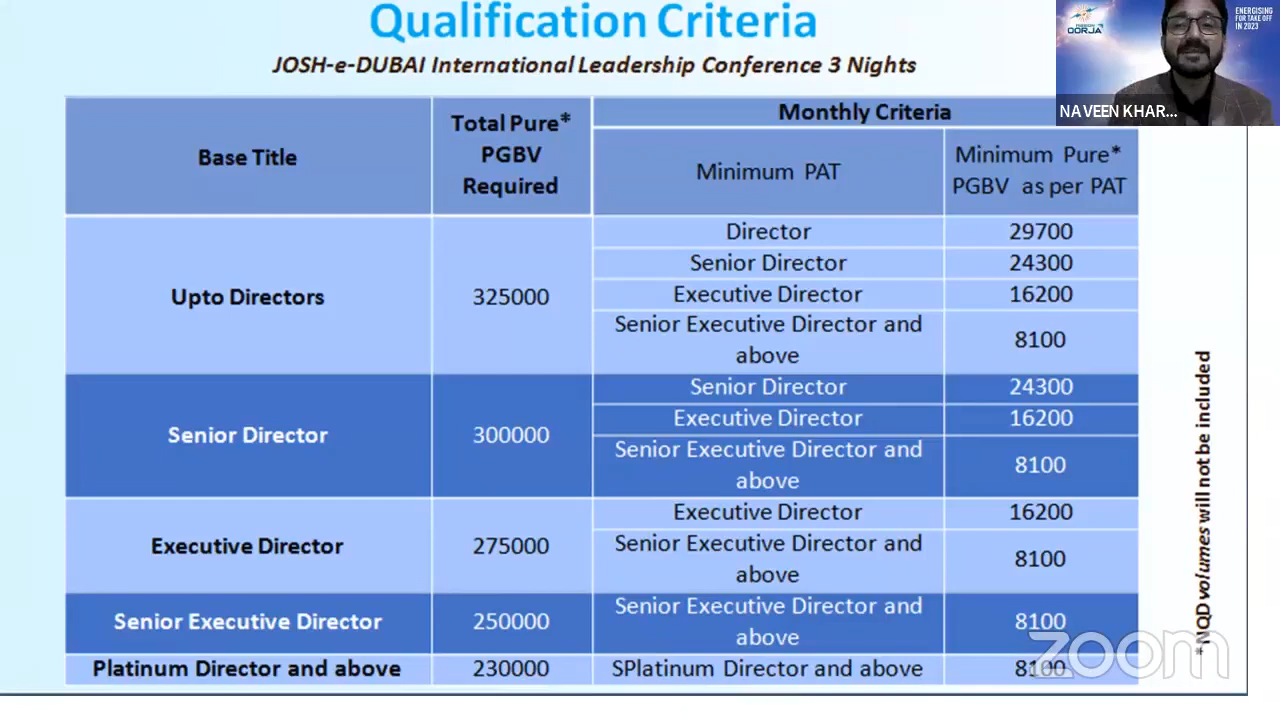 Qualification Criteria
JOSH-e-DUBAI International Leadership Conference 3 Nights
ENERGISING
FOR TAKE OFF
IN 2023
OORJA
NAVEEN KHAR...
Base Title
Total Pure*
PGBV
Required
Monthly Criteria
Minimum PAT
Minimum Pure*
PGBV as per PAT
Upto Directors
325000
Director
29700
Senior Director
24300
Executive Director
16200
Senior Executive Director and
above
8100
Senior Director
300000
Senior Director
24300
Executive Director
16200
Senior Executive Director and
above
8100
Executive Director
275000
Executive Director
16200
Senior Executive Director and
above
8100
Senior Executive Director
250000
Senior Executive Director and
above
8100
Platinum Director and above
230000
SPlatinum Director and above
8100
*NQD volumes will not be included
zoom